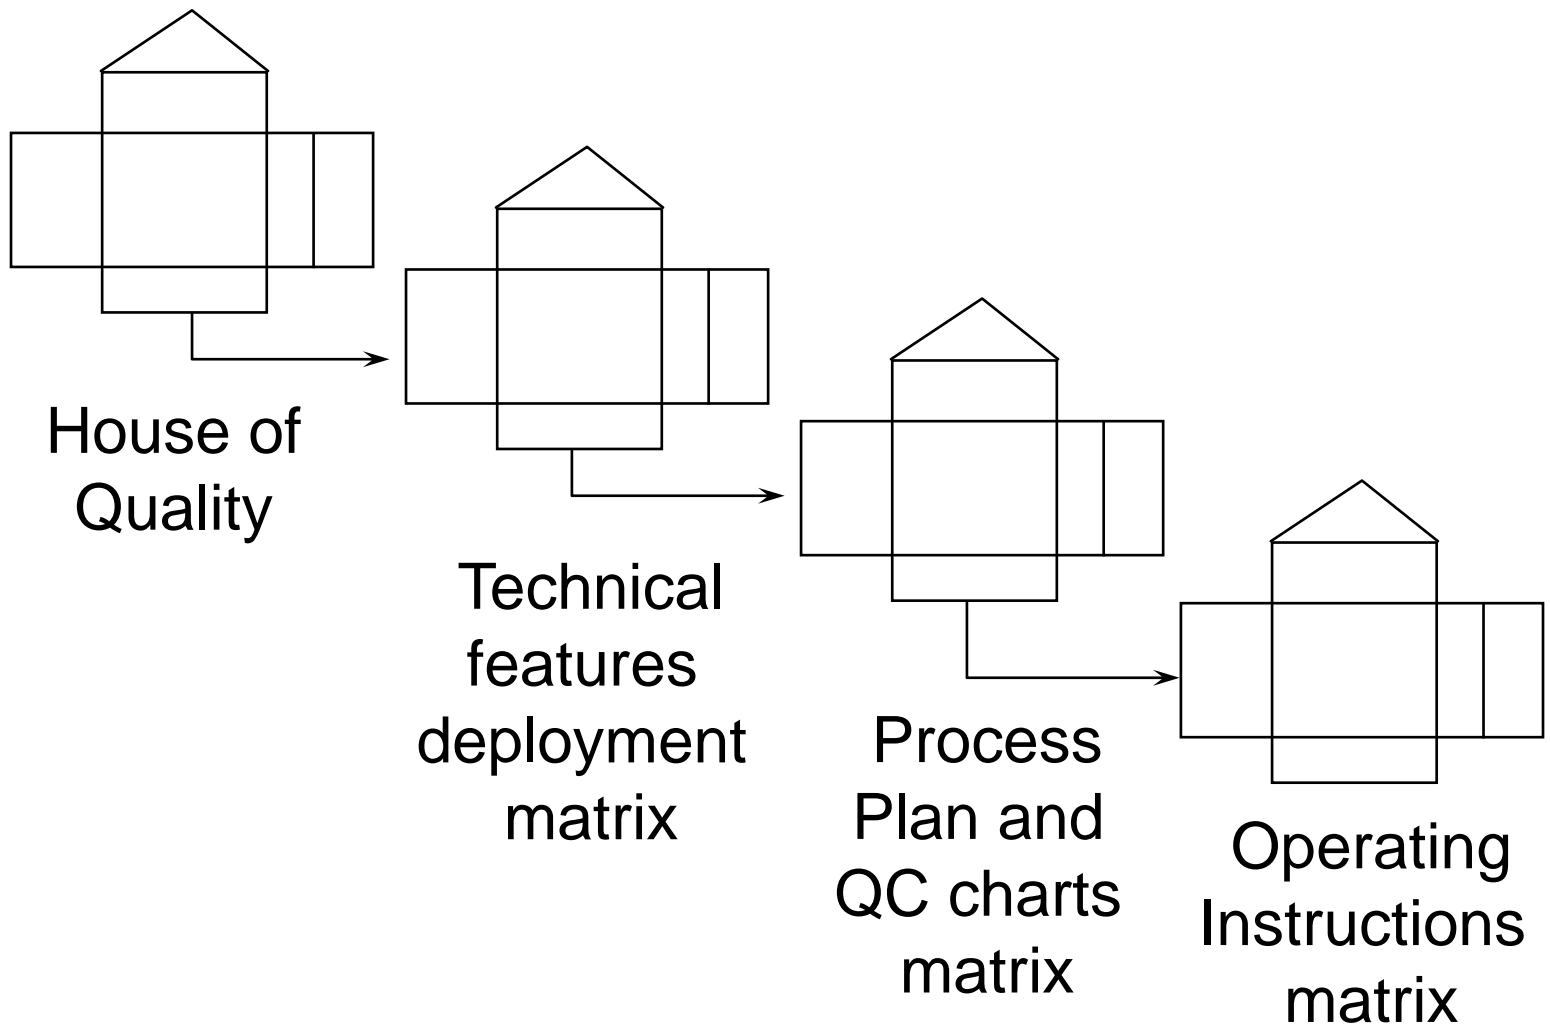 House of
Quality
Technical
features
deployment
matrix
Process
Plan and
QC charts
matrix
Operating
Instructions
matrix